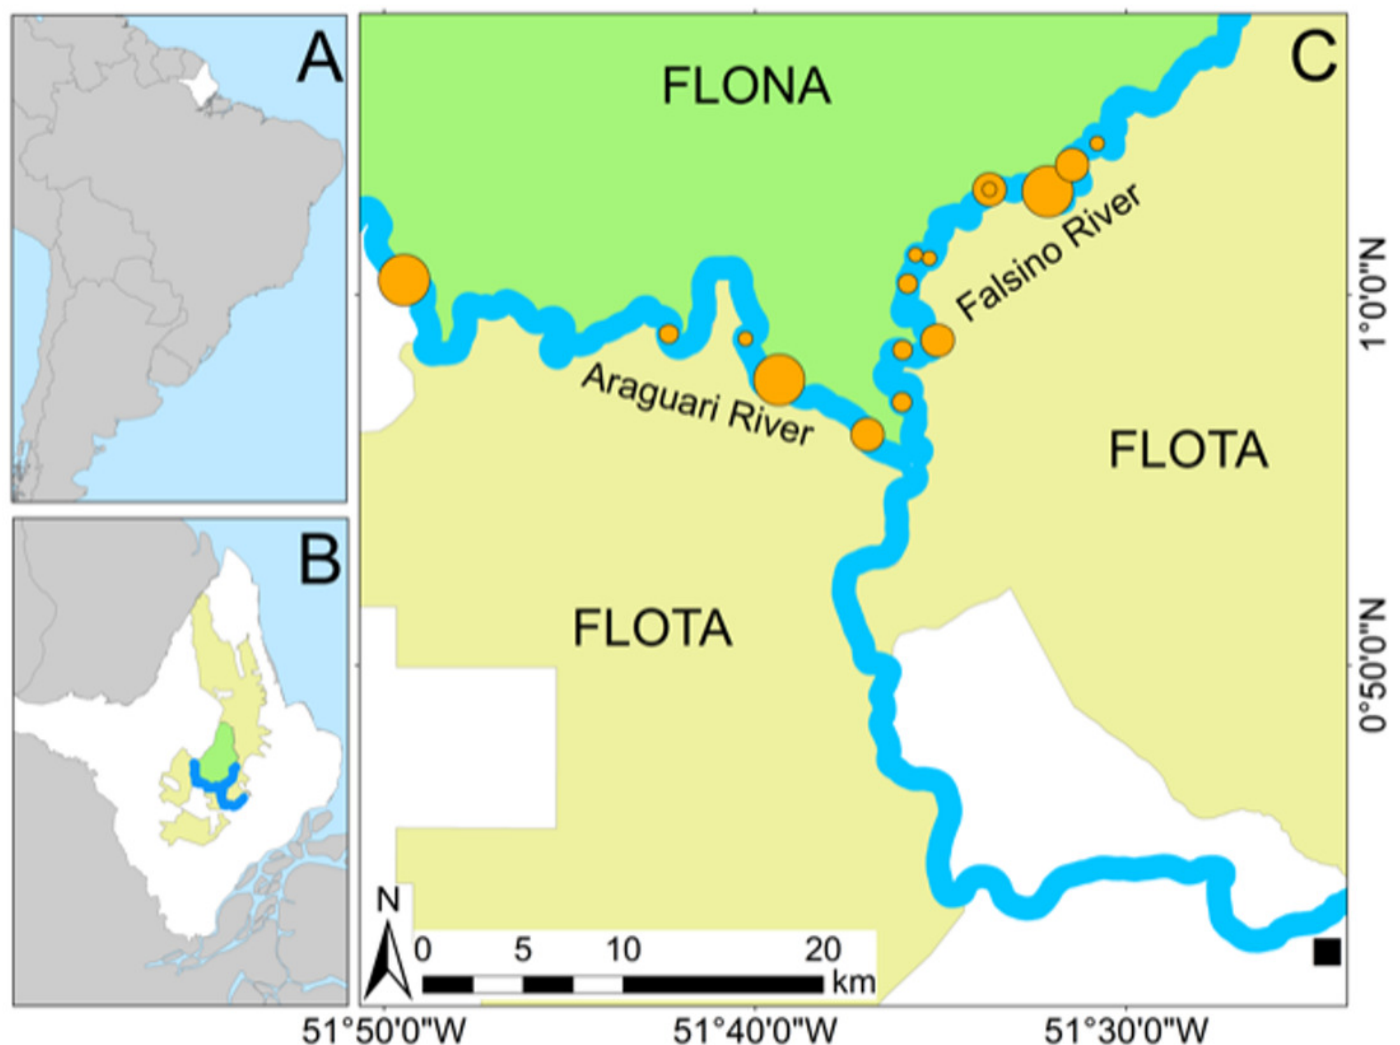 A
B
C
FLONA
Falsino River
Araguari River
FLOTA
FLOTA
N
0 5 10 20
km
1°0'0"N
0°50'0"N
51°50'0"W 51°40'0"W 51°30'0"W